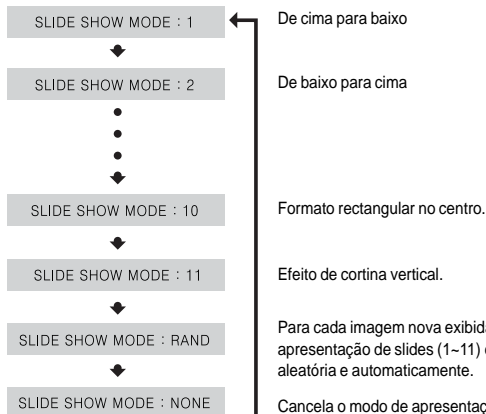 SLIDE SHOW MODE : 1
De cima para baixo
SLIDE SHOW MODE : 2
De baixo para cima
SLIDE SHOW MODE : 10
Formato rectangular no centro.
SLIDE SHOW MODE : 11
Efeito de cortina vertical.
SLIDE SHOW MODE : RAND
Para cada imagem nova exibida
apresentação de slides (1~11)
aleatória e automaticamente.
SLIDE SHOW MODE : NONE
Cancela o modo de